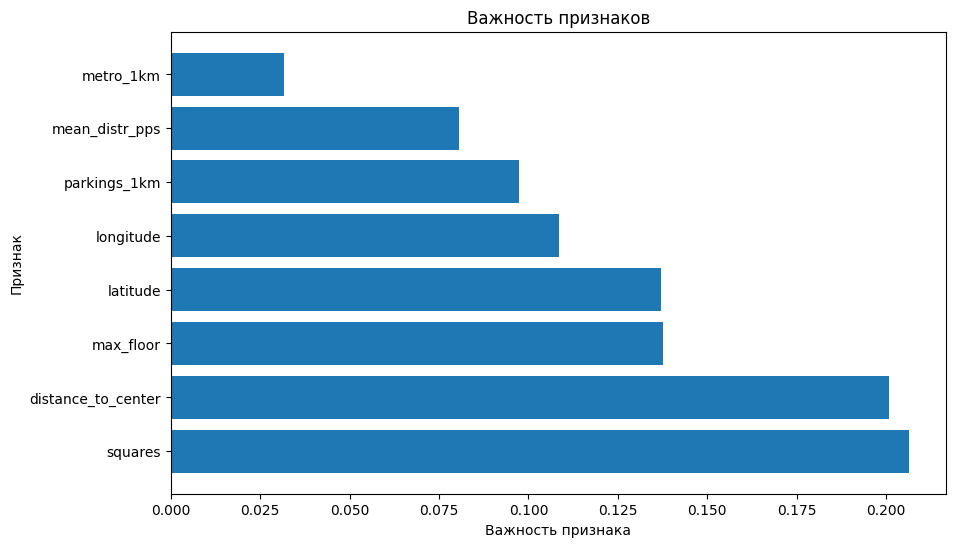 Важность признаков
metro_1km
mean_distr_pps
parkings_1km
longitude
latitude
max_floor
distance_to_center
squares
Признак
0.000 0.025 0.050 0.075 0.100 0.125 0.150 0.175 0.200
Важность признака